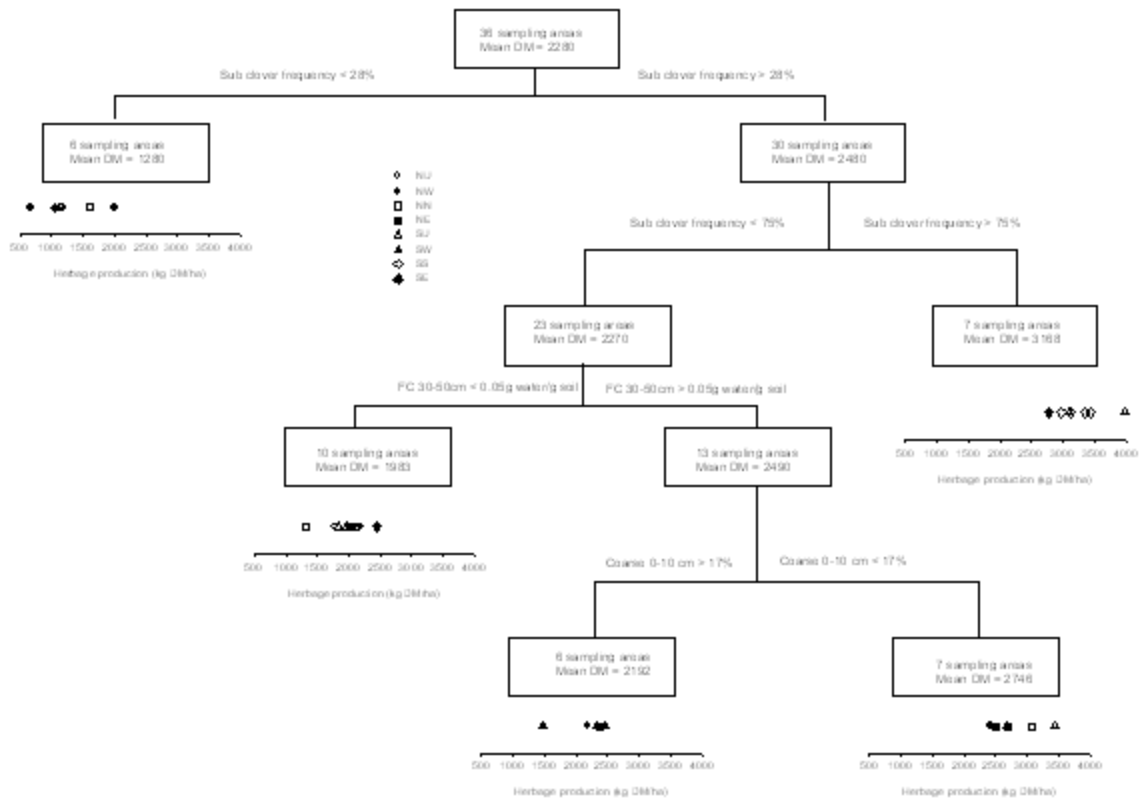 36 sampling areas
Mean DM = 2280
Sub clover frequency < 28%
Sub clover frequency > 28%
6 sampling areas
Mean DM = 1280
30 sampling areas
Mean DM = 2480
NU
NW
NN
NE
SU
SW
SS
SE
500 1000 1500 2000 2500 3000 3500 4000
Herbage production (kg DM/ha)
Sub clover frequency < 75%
Sub clover frequency > 75%
23 sampling areas
Mean DM = 2270
7 sampling areas
Mean DM = 3168
FC 30-50cm < 0.05g water/g soil
FC 30-50cm > 0.05g water/g soil
10 sampling areas
Mean DM = 1983
13 sampling areas
Mean DM = 2490
500 1000 1500 2000 2500 3000 3500 4000
Herbage production (kg DM/ha)
500 1000 1500 2000 2500 3000 3500 4000
Herbage production (kg DM/ha)
Coarse 0-10 cm > 17%
Coarse 0-10 cm < 17%
6 sampling areas
Mean DM = 2192
7 sampling areas
Mean DM = 2746
500 1000 1500 2000 2500 3000 3500 4000
Herbage production (kg DM/ha)
500 1000 1500 2000 2500 3000 3500 4000
Herbage production (kg DM/ha)